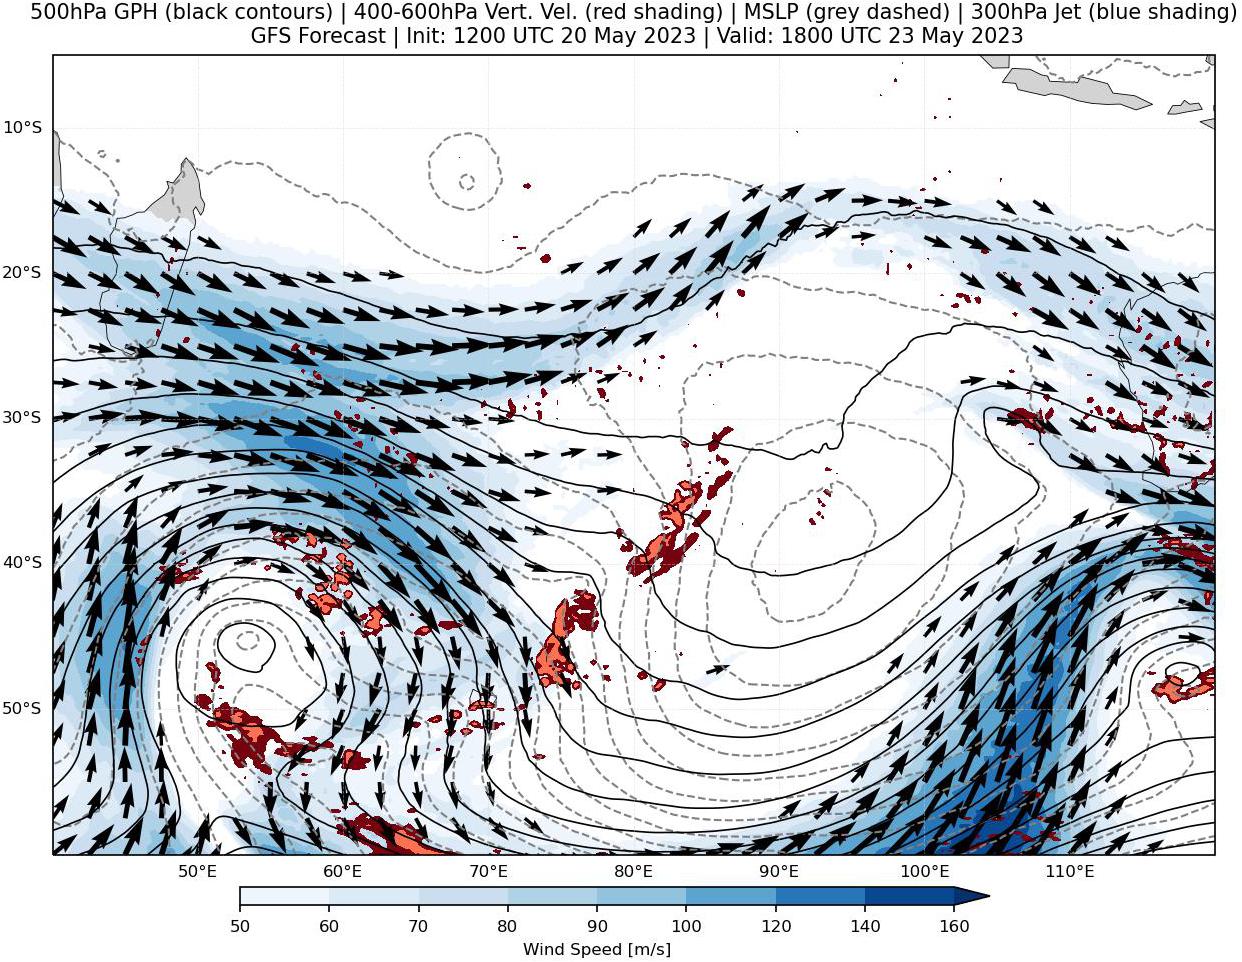 500hPa GPH (black contours) | 400-600hPa Vert. Vel. (red shading) | MSLP (grey dashed) | 300hPa Jet (blue shading)
GFS Forecast | Init: 1200 UTC 20 May 2023 | Valid: 1800 UTC 23 May 2023
10°S
20°S
30°S
40°S
50°S
50°E 60°E 70°E 80°E 90°E 100°E 110°E
50 60 70 80 90 100 120 140 160
Wind Speed [m/s]